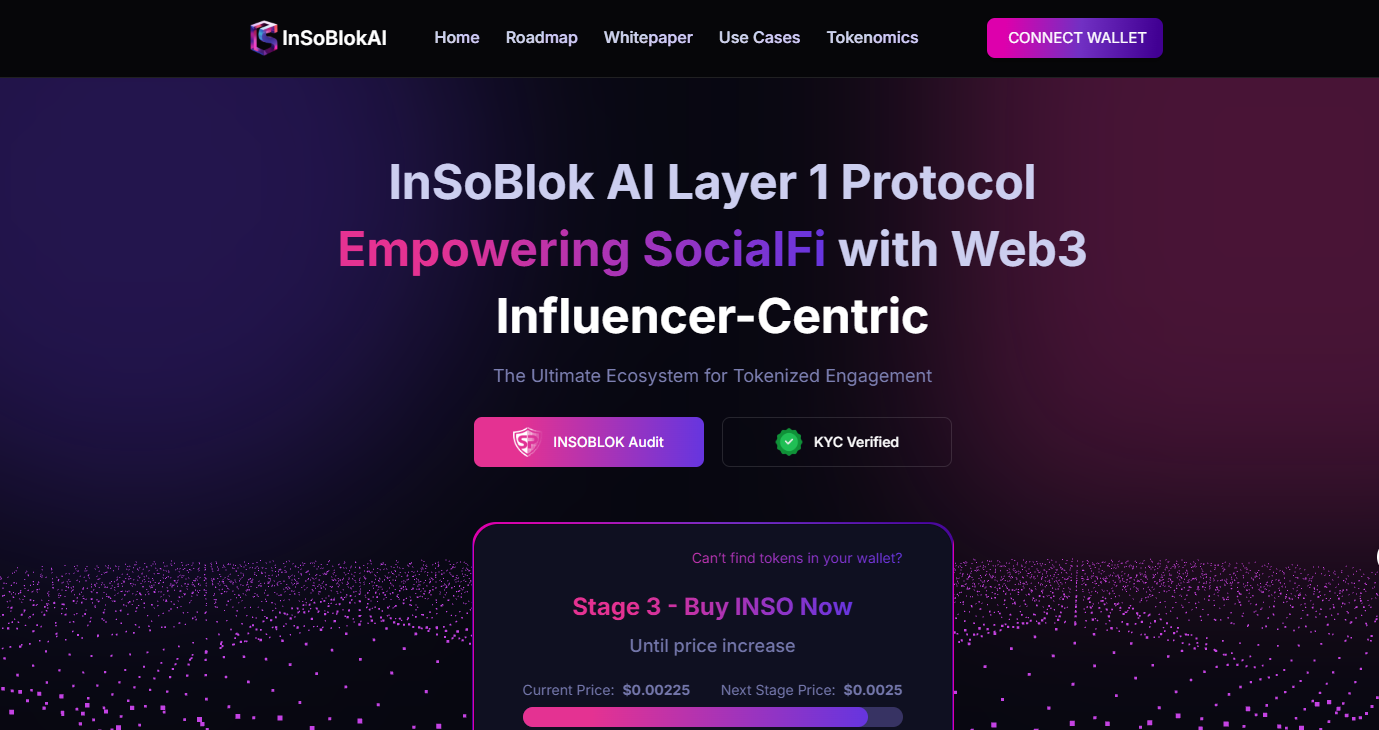 InSoBlokAI
Home Roadmap Whitepaper Use Cases Tokenomics
CONNECT WALLET
InSoBlok AI Layer 1 Protocol
Empowering SocialFi with Web3
Influencer-Centric
The Ultimate Ecosystem for Tokenized Engagement
INSOBLOK Audit
KYC Verified
Can't find tokens in your wallet?
Stage 3 - Buy INSO Now
Until price increase
Current Price: $0.00225 Next Stage Price: $0.0025